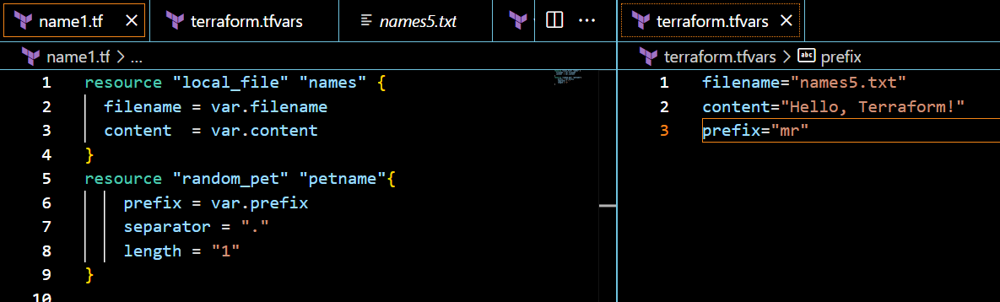 name1.tf
terraform.tfvars
names5.txt
terraform.tfvars
name1.tf > ...
terraform.tfvars > abc prefix
1 resource "local_file" "names" {
2 filename = var.filename
3 content  = var.content
4 }
5 resource "random_pet" "petname"{
6 prefix = var.prefix
7 separator = "."
8 length = "1"
9 }
10
1 filename="names5.txt"
2 content="Hello, Terraform!"
3 prefix="mr"